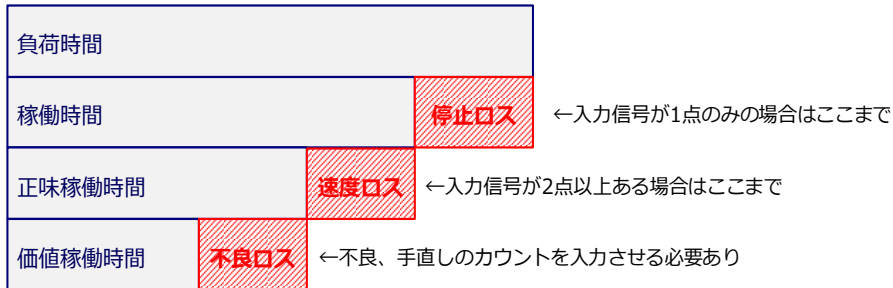 負荷時間
稼働時間 停止ロス ←入力信号が1点のみの場合はここまで
正味稼働時間 速度ロス ←入力信号が2点以上ある場合はここまで
価値稼働時間 不良ロス ←不良、手直しのカウントを入力させる必要あり